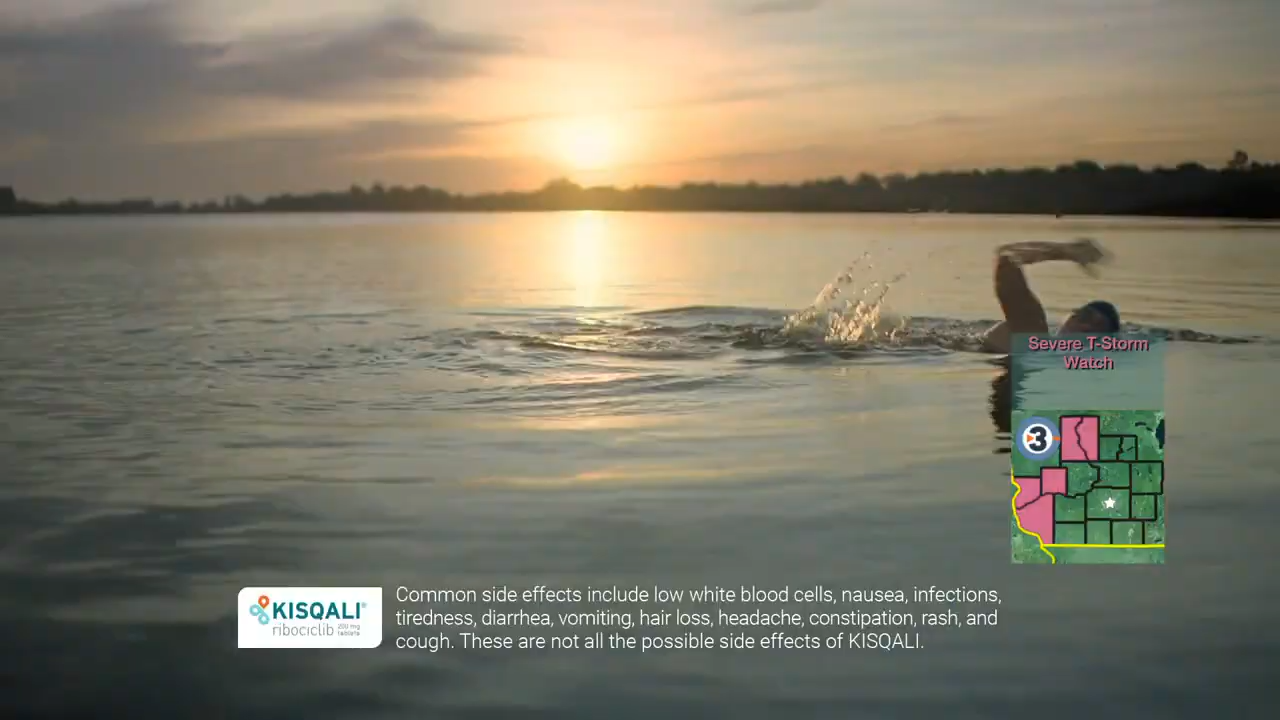 Severe T-Storm
Watch
3
KISQALI®
ribociclib 200 mg
tablets
Common side effects include low white blood cells, nausea, infections,
tiredness, diarrhea, vomiting, hair loss, headache, constipation, rash, and
cough. These are not all the possible side effects of KISQALI.